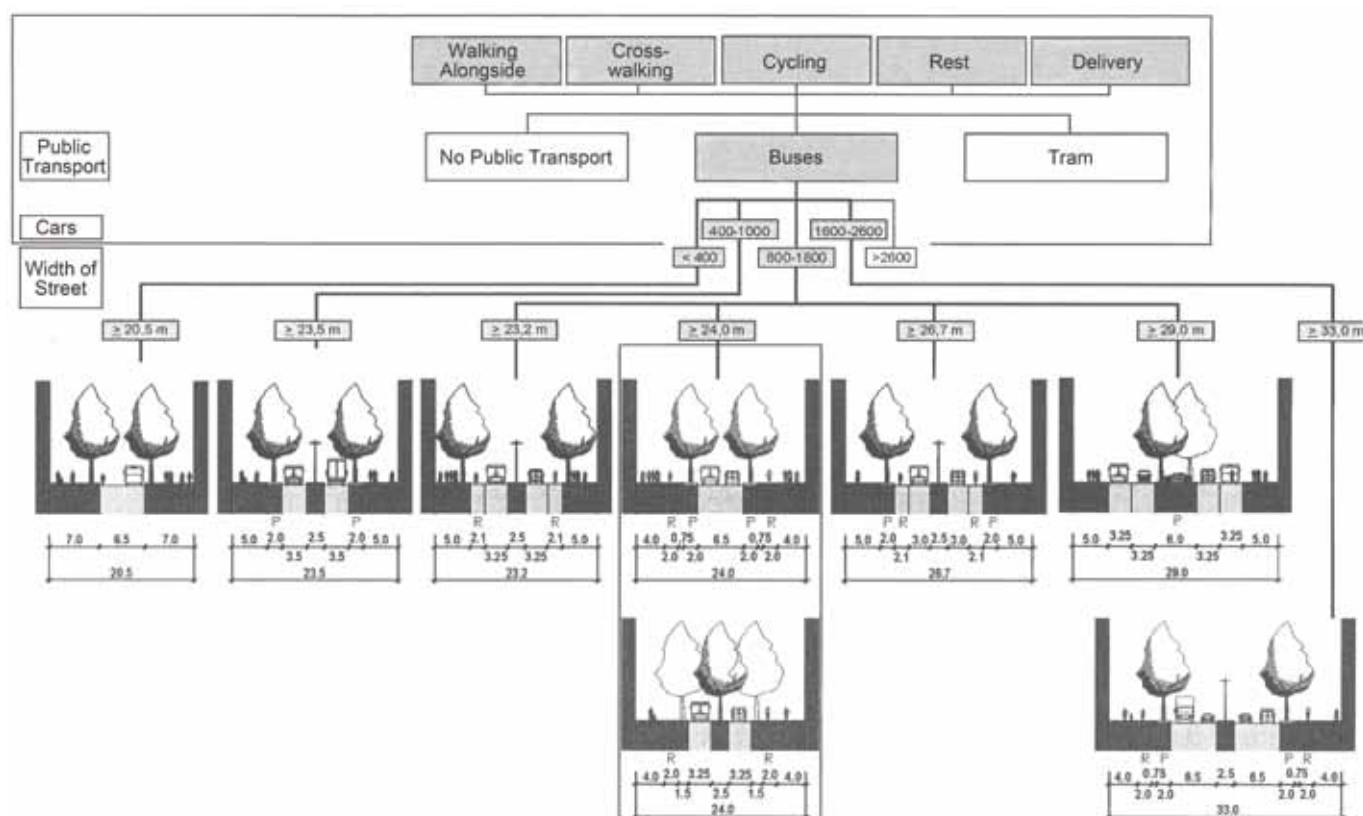 Walking
Alongside
Cross-
walking
Cycling
Rest
Delivery
Public
Transport
No Public Transport
Buses
Tram
Cars
400-1000
1600-2600
< 400
800-1800
>2600
Width of
Street
≥ 20,5 m
≥ 23,5 m
≥ 23,2 m
≥ 24,0 m
≥ 26,7 m
≥ 29,0 m
≥ 33,0 m
P P
R R
R P P R
P R R P
P
7.0 6.5 7.0
20.5
5.0 2.0 2.5 2.0 5.0
3.5 3.5
23.5
5.0 2.1 2.5 2.1 5.0
3.25 3.25
23.2
4.0 0.75 6.5 0.75 4.0
2.0 2.0 2.0 2.0
24.0
5.0 2.0 3.0 2.5 3.0 2.0 5.0
2.1 2.1
26.7
5.0 3.25 6.0 3.25 5.0
3.25 3.25
29.0
R R
4.0 2.0 3.25 3.25 2.0 4.0
1.5 2.5 1.5
24.0
R P P R
4.0 0.75 6.5 2.5 6.5 0.75 4.0
2.0 2.0 2.0 2.0
33.0